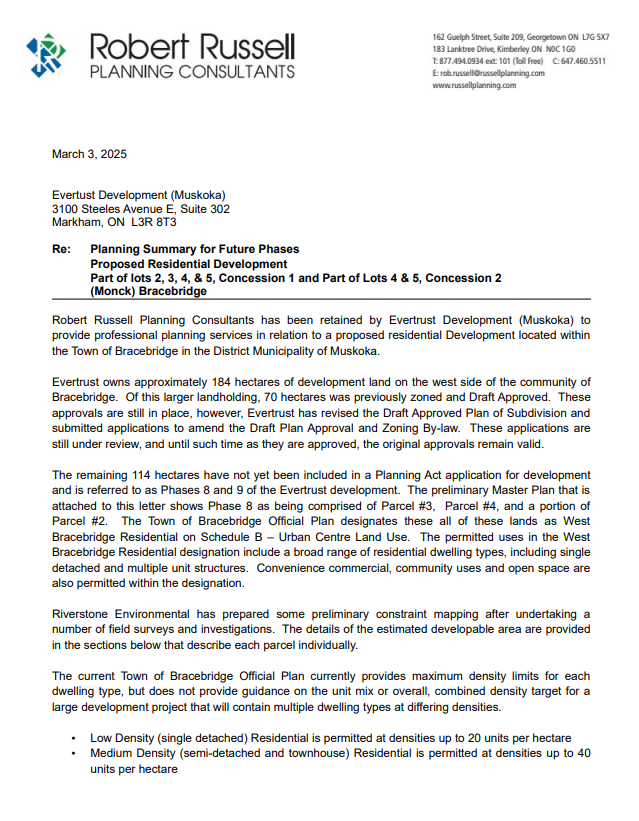 Robert Russell
PLANNING CONSULTANTS
162 Guelph Street, Suite 209, Georgetown ON L7G 5X7
183 Lanktree Drive, Kimberley ON N0C 1G0
T: 877.494.0934 ext: 101 (Toll Free) C: 647.460.5511
E: rob.russell@russellplanning.com
www.russellplanning.com
March 3, 2025
Evertrust Development (Muskoka)
3100 Steeles Avenue E, Suite 302
Markham, ON L3R 8T3
Re: Planning Summary for Future Phases
Proposed Residential Development
Part of lots 2, 3, 4, & 5, Concession 1 and Part of Lots 4 & 5, Concession 2
(Monck) Bracebridge
Robert Russell Planning Consultants has been retained by Evertrust Development (Muskoka) to
provide professional planning services in relation to a proposed residential Development located within
the Town of Bracebridge in the District Municipality of Muskoka.
Evertrust owns approximately 184 hectares of development land on the west side of the community of
Bracebridge. Of this larger landholding, 70 hectares was previously zoned and Draft Approved. These
approvals are still in place, however, Evertrust has revised the Draft Approved Plan of Subdivision and
submitted applications to amend the Draft Plan Approval and Zoning By-law. These applications are
still under review, and until such time as they are approved, the original approvals remain valid.
The remaining 114 hectares have not yet been included in a Planning Act application for development
and is referred to as Phases 8 and 9 of the Evertrust development. The preliminary Master Plan that is
attached to this letter shows Phase 8 as being comprised of Parcel #3, Parcel #4, and a portion of
Parcel #2. The Town of Bracebridge Official Plan designates these all of these lands as West
Bracebridge Residential on Schedule B – Urban Centre Land Use. The permitted uses in the West
Bracebridge Residential designation include a broad range of residential dwelling types, including single
detached and multiple unit structures. Convenience commercial, community uses and open space are
also permitted within the designation.
Riverstone Environmental has prepared some preliminary constraint mapping after undertaking a
number of field surveys and investigations. The details of the estimated developable area are provided
in the sections below that describe each parcel individually.
The current Town of Bracebridge Official Plan currently provides maximum density limits for each
dwelling type, but does not provide guidance on the unit mix or overall, combined density target for a
large development project that will contain multiple dwelling types at differing densities.
• Low Density (single detached) Residential is permitted at densities up to 20 units per hectare
• Medium Density (semi-detached and townhouse) Residential is permitted at densities up to 40
units per hectare